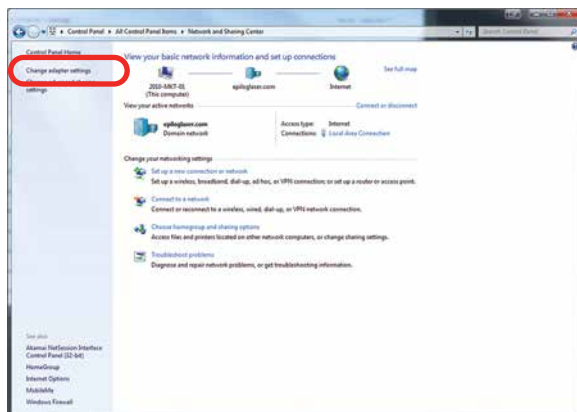 Control Panel ▸ All Control Panel Items ▸ Network and Sharing Center
Search Control Panel
Control Panel Home
Change adapter settings
settings
View your basic network information and set up connections
See full map
2010-MKT-01
(This computer)
epiloglaser.com
Internet
View your active networks
Connect or disconnect
epiloglaser.com
Domain network
Access type: Internet
Connections: Local Area Connection
Change your networking settings
Set up a new connection or network
Set up a wireless, broadband, dial-up, ad hoc, or VPN connection; or set up a router or access point.
Connect to a network
Connect or reconnect to a wireless, wired, dial-up, or VPN network connection.
Choose homegroup and sharing options
Access files and printers located on other network computers, or change sharing settings.
Troubleshoot problems
Diagnose and repair network problems, or get troubleshooting information.
See also
Akamai NetSession Interface
Control Panel (32-bit)
HomeGroup
Internet Options
MobileMe
Windows Firewall